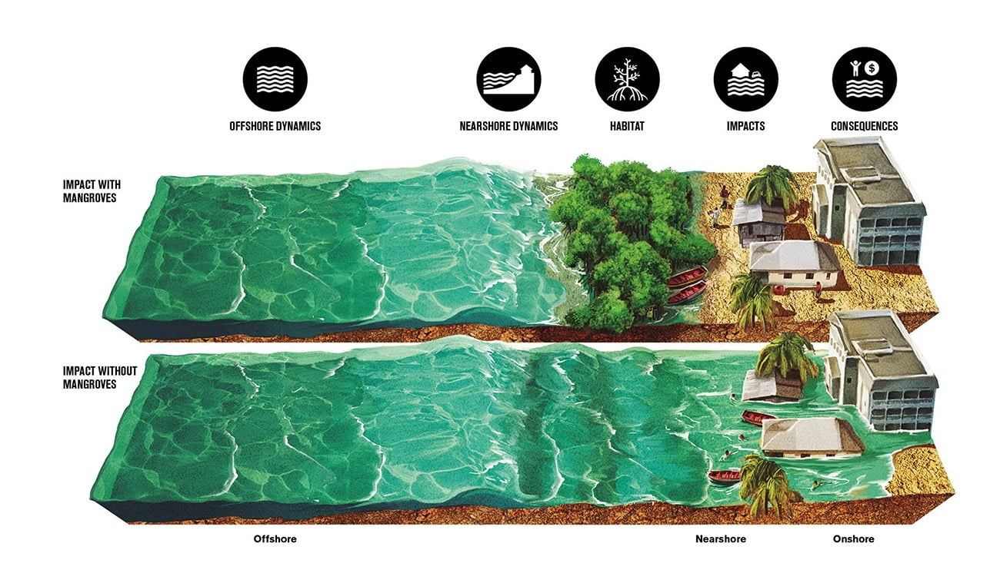 $
OFFSHORE DYNAMICS
NEARSHORE DYNAMICS
HABITAT
IMPACTS
CONSEQUENCES
IMPACT WITH
MANGROVES
IMPACT WITHOUT
MANGROVES
Offshore
Nearshore
Onshore